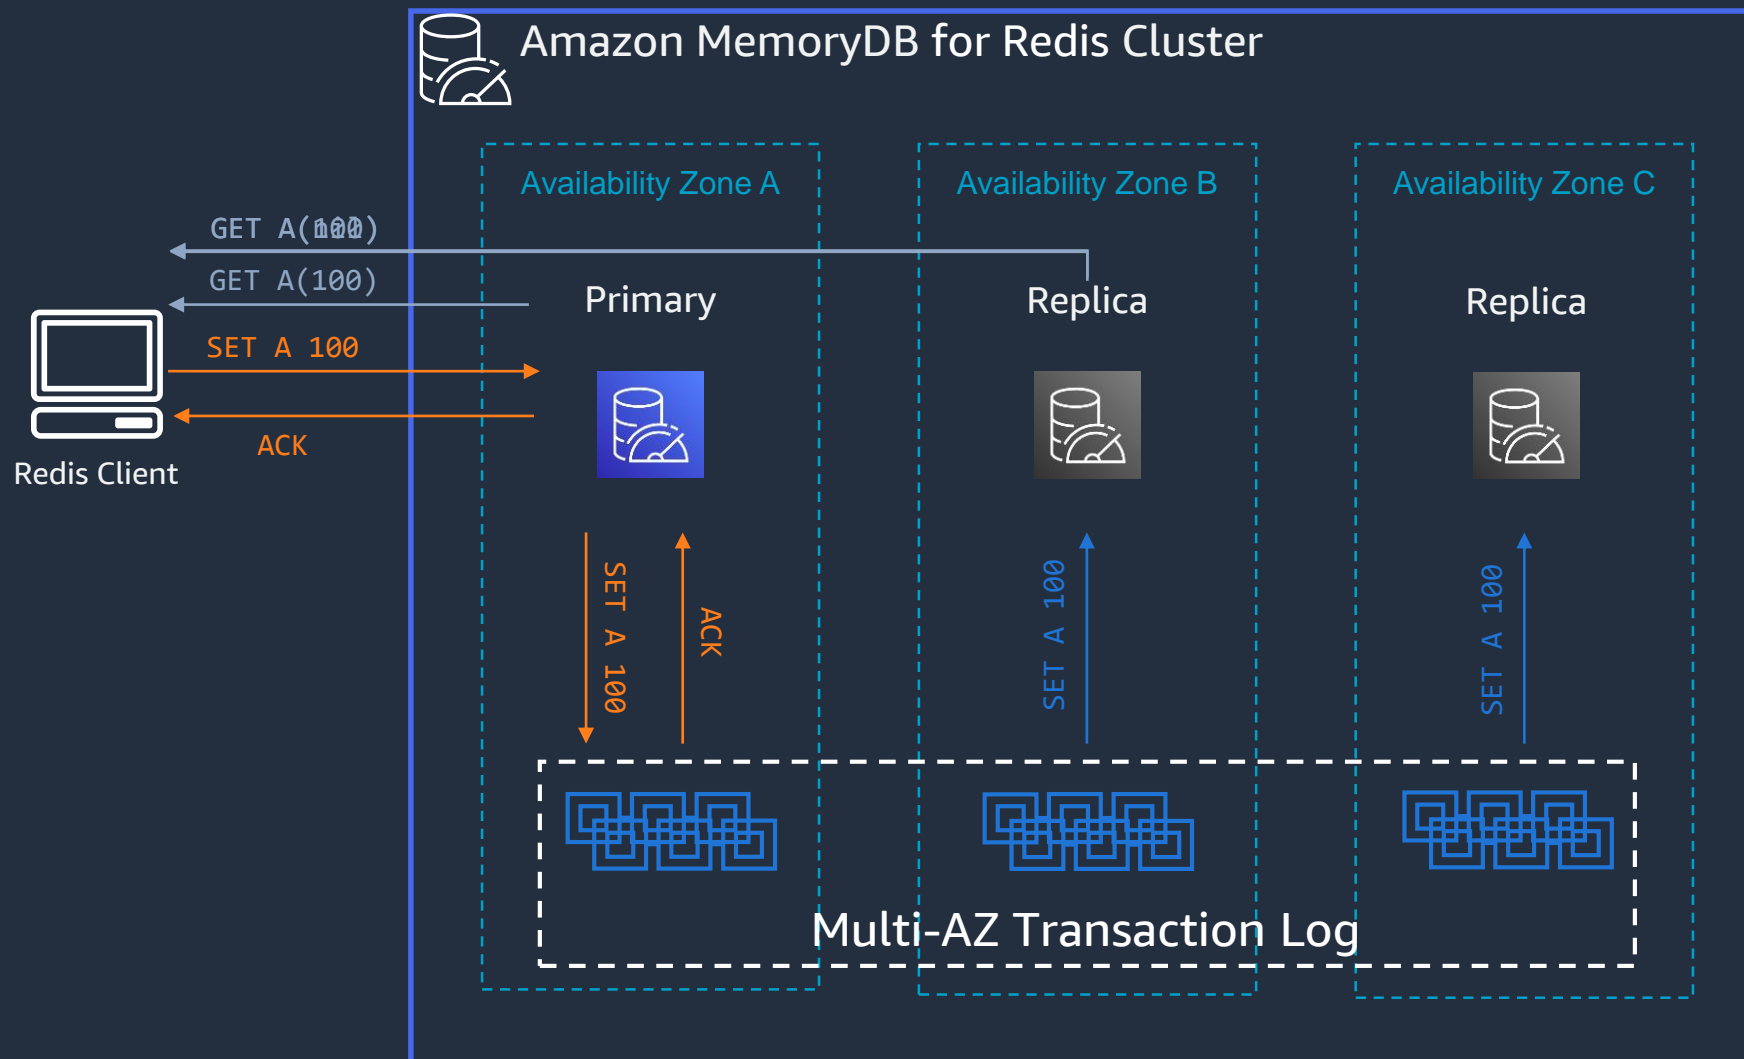 Amazon MemoryDB for Redis Cluster
Availability Zone A
Availability Zone B
Availability Zone C
GET A(
GET A(100)
Primary
Replica
Replica
SET A 100
ACK
Redis Client
SET A 100
ACK
SET A 100
SET A 100
Multi-AZ Transaction Log